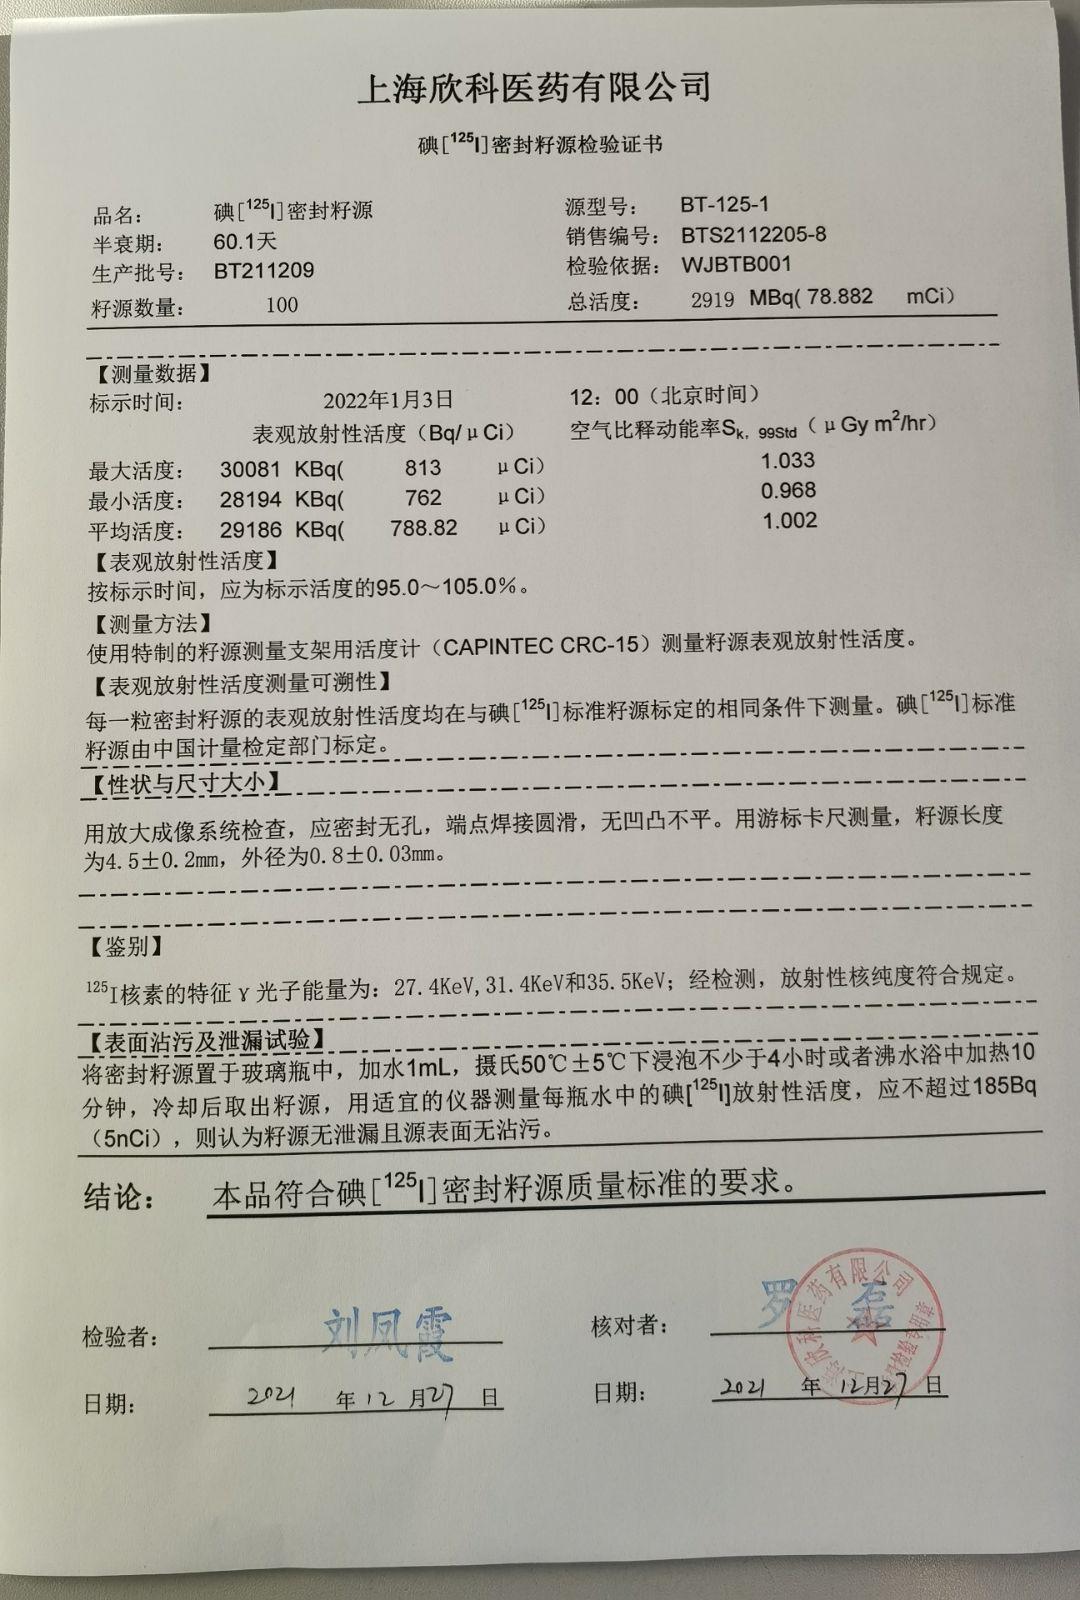 上海欣科医药有限公司
碘[¹²⁵I]密封籽源检验证书
品名： 碘[¹²⁵I]密封籽源 源型号： BT-125-1
半衰期： 60.1天 销售编号： BTS2112205-8
生产批号： BT211209 检验依据： WJBTB001
籽源数量： 100 总活度： 2919 MBq( 78.882 mCi）
【测量数据】
标示时间： 2022年1月3日 12：00（北京时间）
表观放射性活度（Bq/μCi） 空气比释动能率Sₖ，₉₉Std（μGy m²/hr）
最大活度： 30081 KBq( 813 μCi） 1.033
最小活度： 28194 KBq( 762 μCi） 0.968
平均活度： 29186 KBq( 788.82 μCi） 1.002
【表观放射性活度】
按标示时间，应为标示活度的95.0～105.0%。
【测量方法】
使用特制的籽源测量支架用活度计（CAPINTEC CRC-15）测量籽源表观放射性活度。
【表观放射性活度测量可溯性】
每一粒密封籽源的表观放射性活度均在与碘[¹²⁵I]标准籽源标定的相同条件下测量。碘[¹²⁵I]标准
籽源由中国计量检定部门标定。
【性状与尺寸大小】
用放大成像系统检查，应密封无孔，端点焊接圆滑，无凹凸不平。用游标卡尺测量，籽源长度
为4.5±0.2mm，外径为0.8±0.03mm。
【鉴别】
¹²⁵I核素的特征γ光子能量为：27.4KeV,31.4KeV和35.5KeV；经检测，放射性核纯度符合规定。
【表面沾污及泄漏试验】
将密封籽源置于玻璃瓶中，加水1mL，摄氏50℃±5℃下浸泡不少于4小时或者沸水浴中加热10
分钟，冷却后取出籽源，用适宜的仪器测量每瓶水中的碘[¹²⁵I]放射性活度，应不超过185Bq
（5nCi），则认为籽源无泄漏且源表面无沾污。
结论： 本品符合碘[¹²⁵I]密封籽源质量标准的要求。
检验者： 刘凤霞 核对者： 罗磊
日期： 2021 年 12 月 27 日 日期： 2021 年 12月27 日
欣科医药有限公司